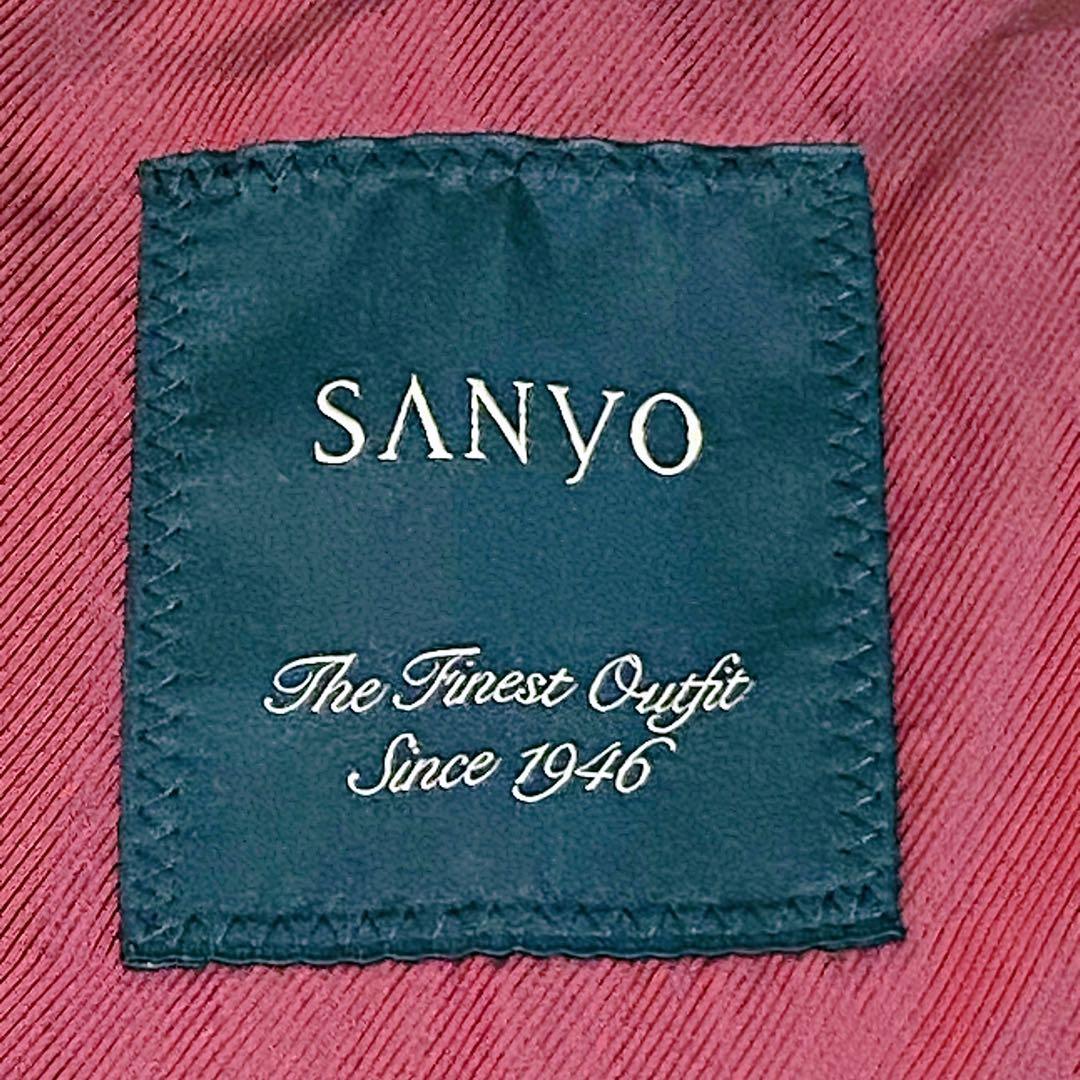 SANYO
The Finest Outfit
Since 1946